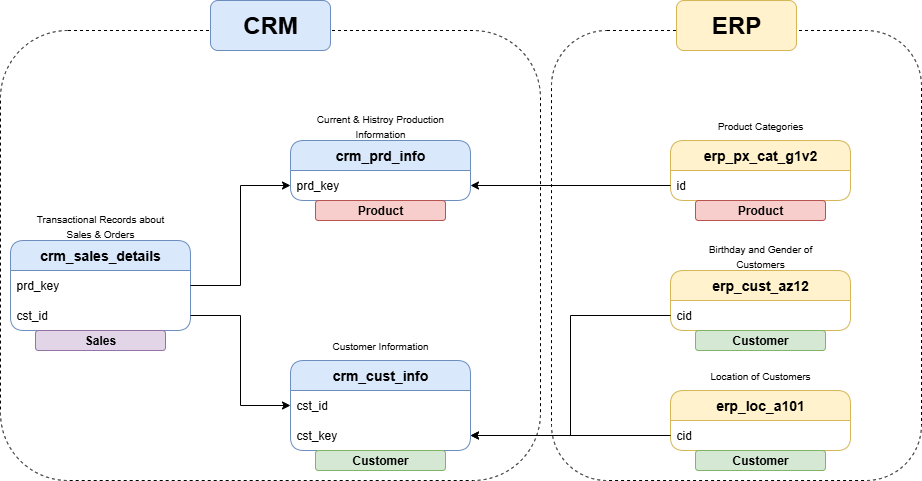 CRM
ERP
Current & Histroy Production
Information
crm_prd_info
prd_key
Product
Product Categories
erp_px_cat_g1v2
id
Product
Transactional Records about
Sales & Orders
crm_sales_details
prd_key
cst_id
Sales
Birthday and Gender of
Customers
erp_cust_az12
cid
Customer
Customer Information
crm_cust_info
cst_id
cst_key
Customer
Location of Customers
erp_loc_a101
cid
Customer